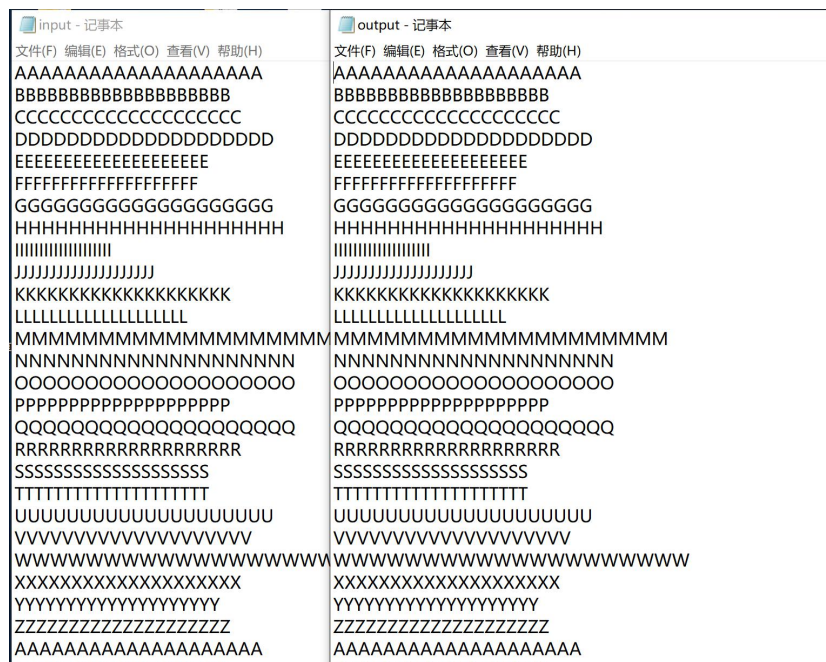 input - 记事本
文件(F) 编辑(E) 格式(O) 查看(V) 帮助(H)
AAAAAAAAAAAAAAAAAAAA
BBBBBBBBBBBBBBBBBBBB
CCCCCCCCCCCCCCCCCCCC
DDDDDDDDDDDDDDDDDDDD
EEEEEEEEEEEEEEEEEEEE
FFFFFFFFFFFFFFFFFFFF
GGGGGGGGGGGGGGGGGGGG
HHHHHHHHHHHHHHHHHHHH
IIIIIIIIIIIIIIIIIIII
JJJJJJJJJJJJJJJJJJJJ
KKKKKKKKKKKKKKKKKKKK
LLLLLLLLLLLLLLLLLLLL
MMMMMMMMMMMMMMMMMMM
NNNNNNNNNNNNNNNNNNNN
OOOOOOOOOOOOOOOOOOOO
PPPPPPPPPPPPPPPPPPPP
QQQQQQQQQQQQQQQQQQQQ
RRRRRRRRRRRRRRRRRRRR
SSSSSSSSSSSSSSSSSSSS
TTTTTTTTTTTTTTTTTTTT
UUUUUUUUUUUUUUUUUUUU
VVVVVVVVVVVVVVVVVVVV
WWWWWWWWWWWWWWWWWW
XXXXXXXXXXXXXXXXXXXX
YYYYYYYYYYYYYYYYYYYY
ZZZZZZZZZZZZZZZZZZZZ
AAAAAAAAAAAAAAAAAAAA
output - 记事本
文件(F) 编辑(E) 格式(O) 查看(V) 帮助(H)
AAAAAAAAAAAAAAAAAAAA
BBBBBBBBBBBBBBBBBBBB
CCCCCCCCCCCCCCCCCCCC
DDDDDDDDDDDDDDDDDDDD
EEEEEEEEEEEEEEEEEEEE
FFFFFFFFFFFFFFFFFFFF
GGGGGGGGGGGGGGGGGGGG
HHHHHHHHHHHHHHHHHHHH
IIIIIIIIIIIIIIIIIIII
JJJJJJJJJJJJJJJJJJJJ
KKKKKKKKKKKKKKKKKKKK
LLLLLLLLLLLLLLLLLLLL
MMMMMMMMMMMMMMMMMMMM
NNNNNNNNNNNNNNNNNNNN
OOOOOOOOOOOOOOOOOOOO
PPPPPPPPPPPPPPPPPPPP
QQQQQQQQQQQQQQQQQQQQ
RRRRRRRRRRRRRRRRRRRR
SSSSSSSSSSSSSSSSSSSS
TTTTTTTTTTTTTTTTTTTT
UUUUUUUUUUUUUUUUUUUU
VVVVVVVVVVVVVVVVVVVV
WWWWWWWWWWWWWWWWWWWW
XXXXXXXXXXXXXXXXXXXX
YYYYYYYYYYYYYYYYYYYY
ZZZZZZZZZZZZZZZZZZZZ
AAAAAAAAAAAAAAAAAAAA